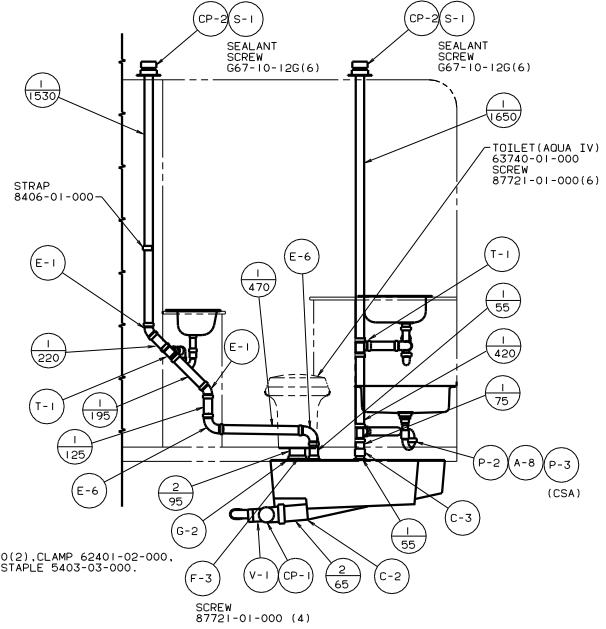 CP-2 S-1
SEALANT
SCREW
G67-10-12G(6)
CP-2 S-1
SEALANT
SCREW
G67-10-12G(6)
1
1530
1
1650
TOILET(AQUA IV)
63740-01-000
SCREW
87721-01-000(6)
STRAP
8406-01-000
E-1
E-6
T-1
1
470
1
55
1
220
E-1
1
420
T-1
1
195
1
75
1
125
E-6
2
95
P-2 A-8 P-3
(CSA)
G-2
C-3
1
55
O(2),CLAMP 62401-02-000,
STAPLE 5403-03-000.
F-3
V-1
CP-1
2
65
C-2
SCREW
87721-01-000 (4)